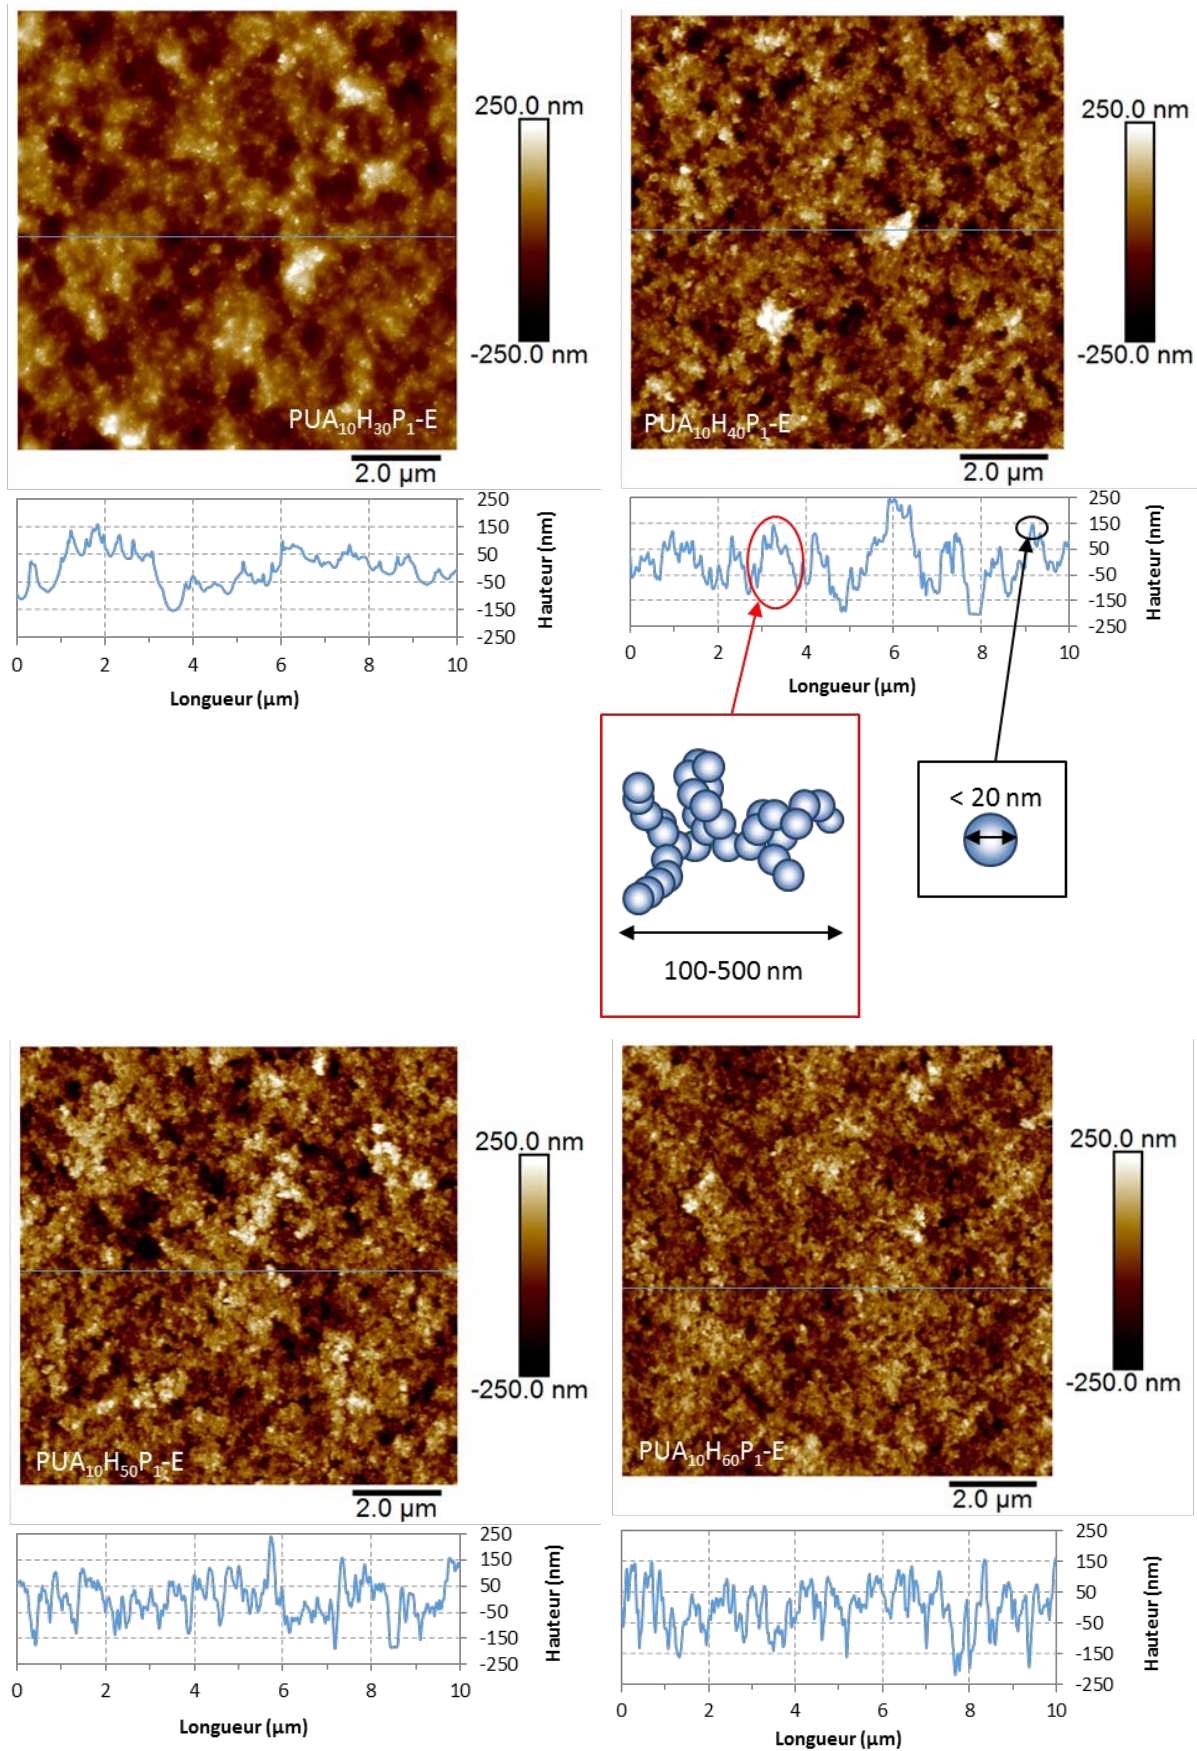 250.0 nm
-250.0 nm
PUA₁₀H₃₀P₁-E
2.0 µm
250
150
50
-50
-150
-250
Hauteur (nm)
0 2 4 6 8 10
Longueur (µm)
250.0 nm
-250.0 nm
PUA₁₀H₄₀P₁-E
2.0 µm
250
150
50
-50
-150
-250
Hauteur (nm)
0 2 4 6 8 10
Longueur (µm)
100-500 nm
< 20 nm
250.0 nm
-250.0 nm
PUA₁₀H₅₀P₁-E
2.0 µm
250
150
50
-50
-150
-250
Hauteur (nm)
0 2 4 6 8 10
Longueur (µm)
250.0 nm
-250.0 nm
PUA₁₀H₆₀P₁-E
2.0 µm
250
150
50
-50
-150
-250
Hauteur (nm)
0 2 4 6 8 10
Longueur (µm)